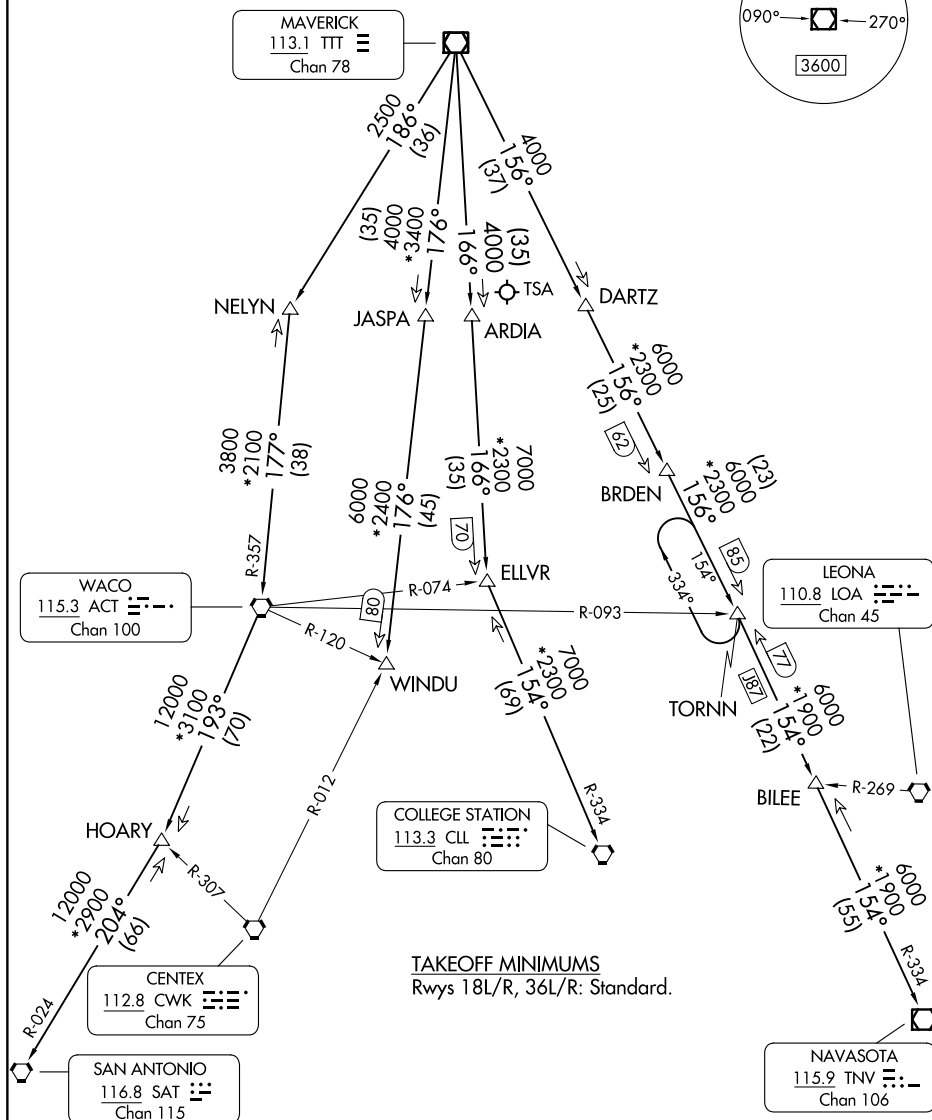 MAVERICK
113.1 TTT
Chan 78
090°
270°
3600
2500
186°
(36)
(35)
4000
*3400
176°
(35)
4000
166°
4000
156°
(37)
TSA
NELYN
JASPA
ARDIA
DARTZ
6000
*2300
156°
(25)
62
BRDEN
3800
*2100
177°
(38)
6000
*2400
176°
(45)
7000
*2300
166°
(35)
70
(23)
6000
*2300
156°
85
154°
334°
R-357
WACO
115.3 ACT
Chan 100
R-074
ELLVR
R-093
80
R-120
WINDU
LEONA
110.8 LOA
Chan 45
TORNN
77
J87
6000
*1900
154°
(22)
12000
*3100
193°
(70)
7000
*2300
154°
(69)
R-334
R-012
BILEE
R-269
COLLEGE STATION
113.3 CLL
Chan 80
HOARY
R-307
12000
*2900
204°
(66)
R-024
6000
*1900
154°
(55)
R-334
CENTEX
112.8 CWK
Chan 75
TAKEOFF MINIMUMS
Rwys 18L/R, 36L/R: Standard.
SAN ANTONIO
116.8 SAT
Chan 115
NAVASOTA
115.9 TNV
Chan 106